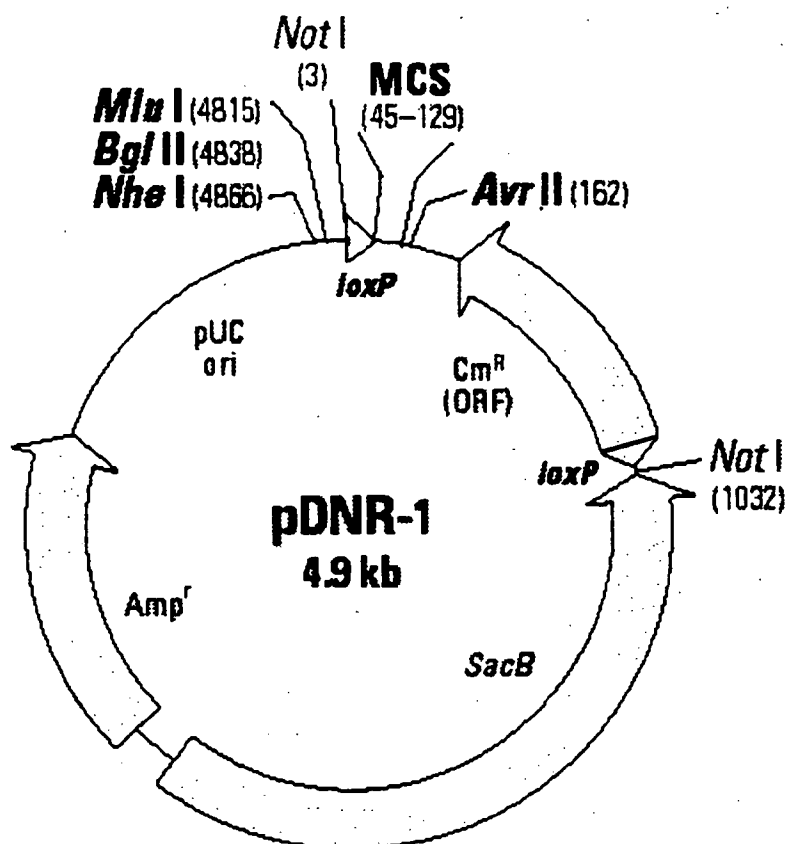 Not I
(3)
MCS
(45–129)
Mlu I (4815)
Bgl II (4838)
Nhe I (4866)
Avr II (162)
loxP
pUC
ori
Cm^R
(ORF)
loxP
Not I
(1032)
pDNR-1
4.9 kb
Amp^r
SacB